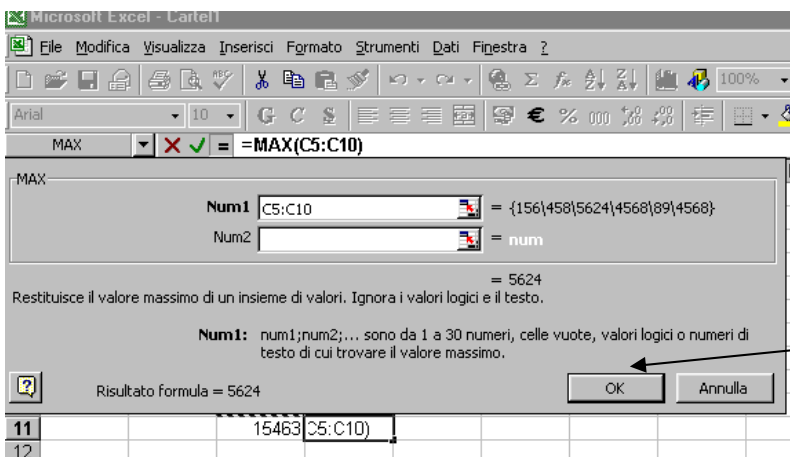 Microsoft Excel - Cartel1
File Modifica Visualizza Inserisci Formato Strumenti Dati Finestra ?
ABC Σ fx 100%
Arial 10 G C S € % 000
MAX = =MAX(C5:C10)
MAX
Num1 C5:C10 = {156\458\5624\4568\89\4568}
Num2 = num
= 5624
Restituisce il valore massimo di un insieme di valori. Ignora i valori logici e il testo.
Num1: num1;num2;... sono da 1 a 30 numeri, celle vuote, valori logici o numeri di
testo di cui trovare il valore massimo.
? Risultato formula = 5624 OK Annulla
11 15463 C5:C10)
12